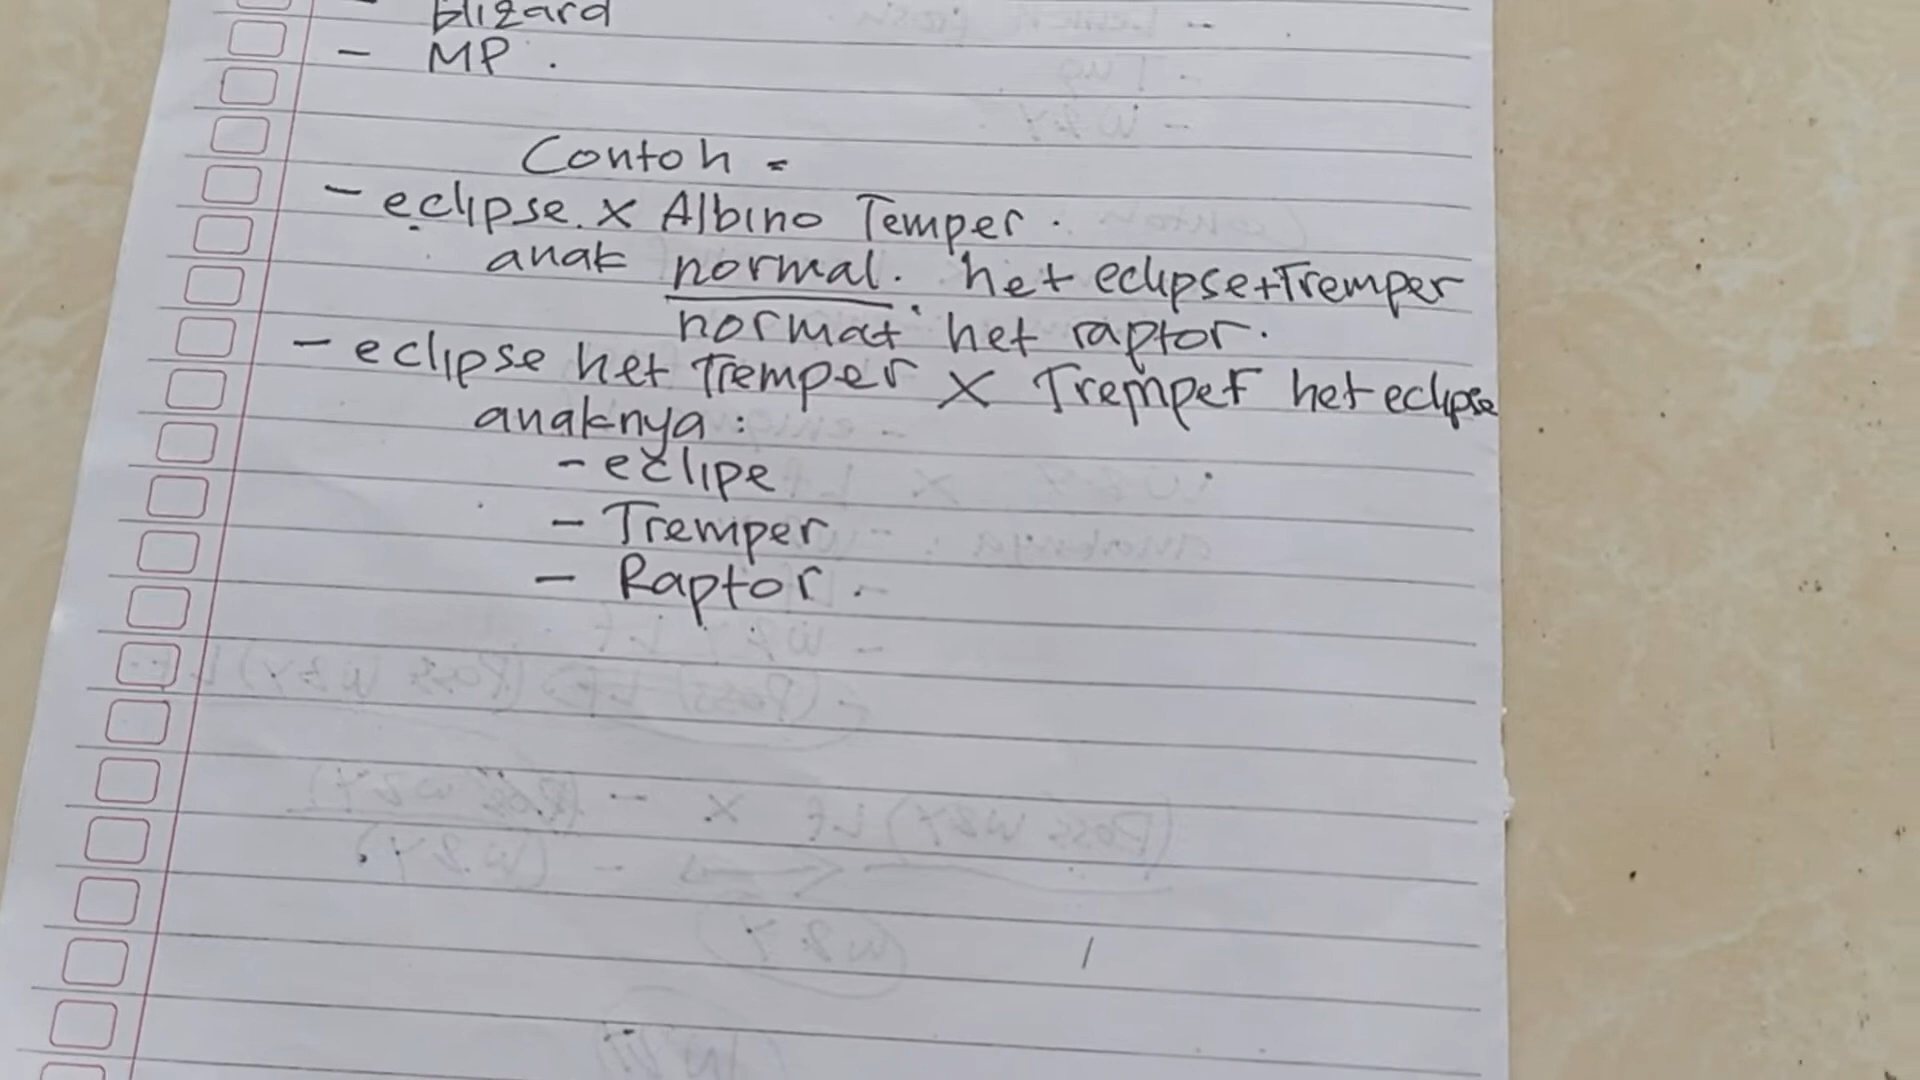 - blizard
- MP.
Contoh =
- eclipse. x Albino Temper.
anak normal. het eclipse+Tremper
normal het raptor.
- eclipse het Tremper X Tremper het eclipse
anaknya :
- eclipe
- Tremper
- Raptor.